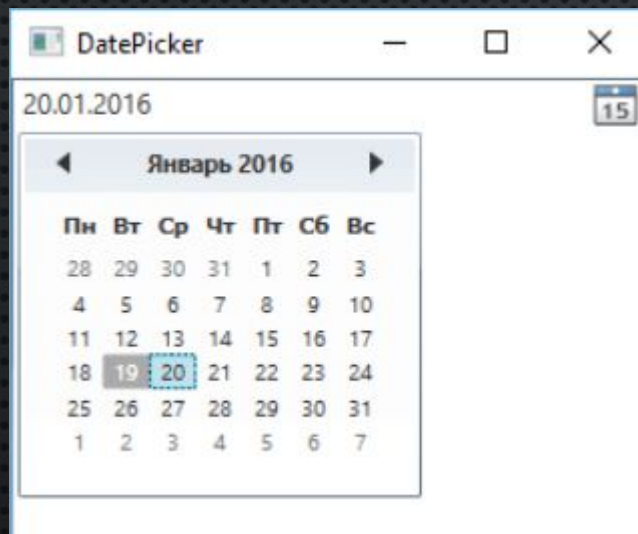 DatePicker
20.01.2016
15
Январь 2016
Пн Вт Ср Чт Пт Сб Вс
28 29 30 31 1 2 3
4 5 6 7 8 9 10
11 12 13 14 15 16 17
18 19 20 21 22 23 24
25 26 27 28 29 30 31
1 2 3 4 5 6 7